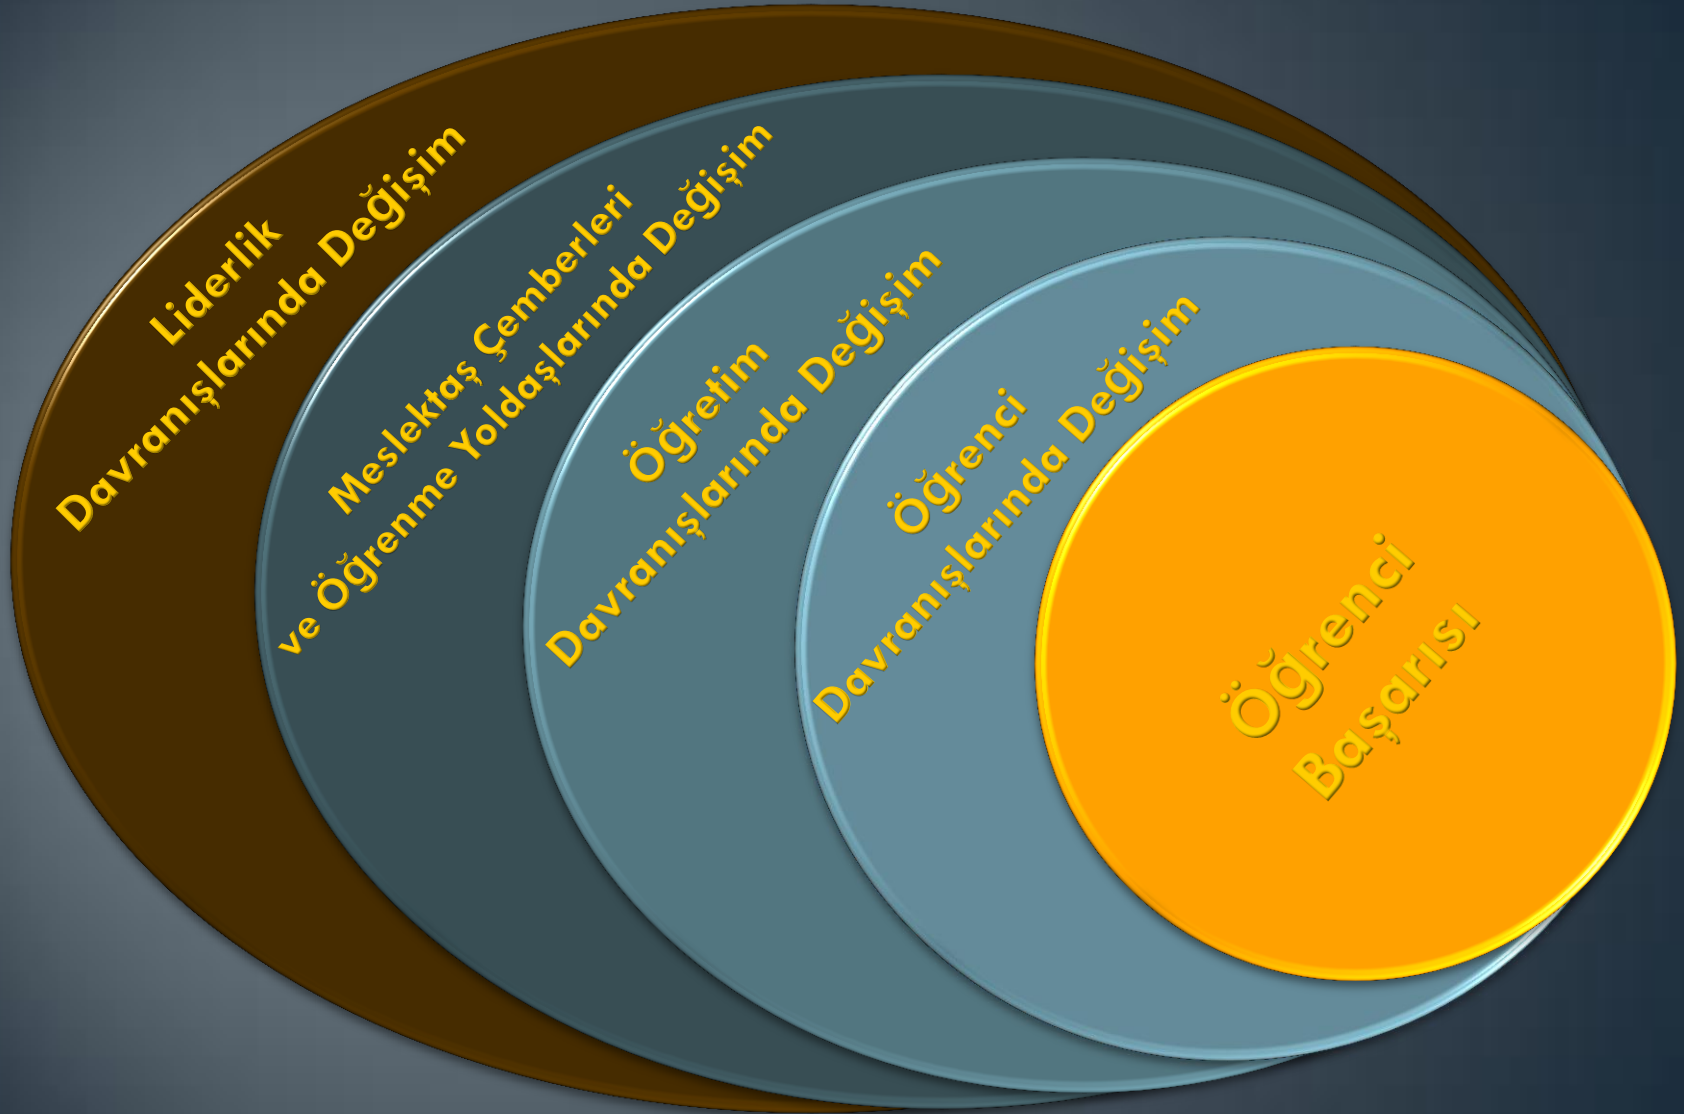 Liderlik
Davranışlarında Değişim
Meslektaş Çemberleri
ve Öğrenme Yoldaşlarında Değişim
Öğretim
Davranışlarında Değişim
Öğrenci
Davranışlarında Değişim
Öğrenci
Başarısı